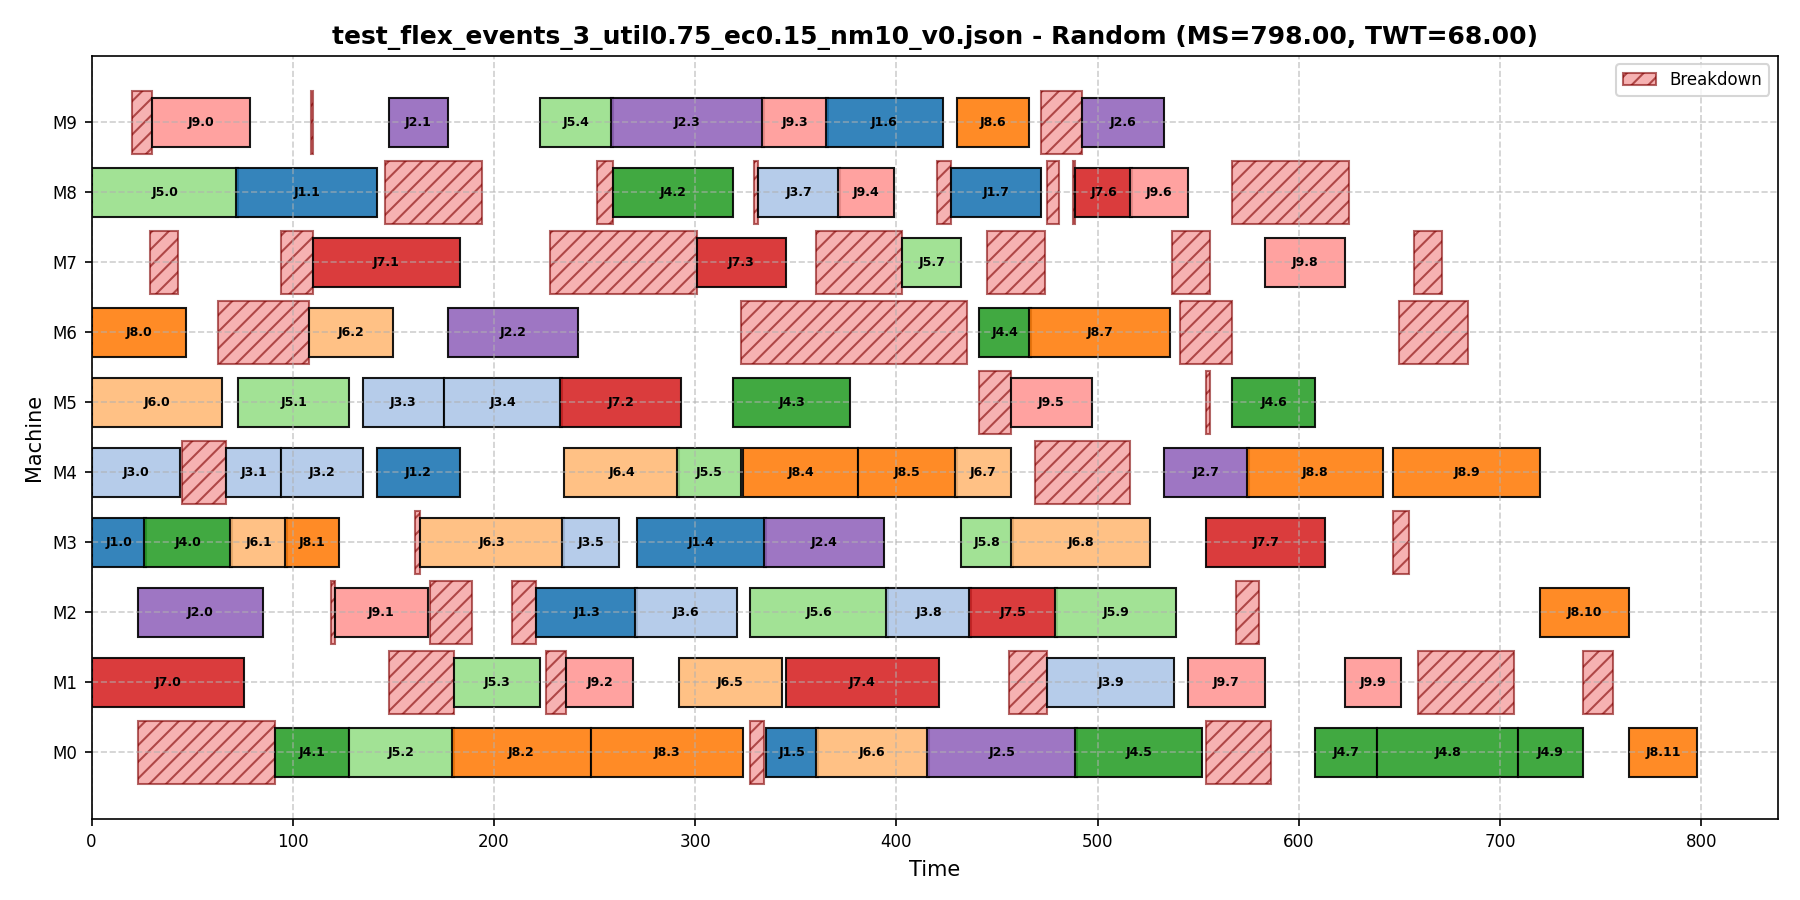 test_flex_events_3_util0.75_ec0.15_nm10_v0.json - Random (MS=798.00, TWT=68.00)
Breakdown
M9 J9.0 J2.1 J5.4 J2.3 J9.3 J1.6 J8.6 J2.6
M8 J5.0 J1.1 J4.2 J3.7 J9.4 J1.7 J7.6 J9.6
M7 J7.1 J7.3 J5.7 J9.8
M6 J8.0 J6.2 J2.2 J4.4 J8.7
M5 J6.0 J5.1 J3.3 J3.4 J7.2 J4.3 J9.5 J4.6
M4 J3.0 J3.1 J3.2 J1.2 J6.4 J5.5 J8.4 J8.5 J6.7 J2.7 J8.8 J8.9
M3 J1.0 J4.0 J6.1 J8.1 J6.3 J3.5 J1.4 J2.4 J5.8 J6.8 J7.7
M2 J2.0 J9.1 J1.3 J3.6 J5.6 J3.8 J7.5 J5.9 J8.10
M1 J7.0 J5.3 J9.2 J6.5 J7.4 J3.9 J9.7 J9.9
M0 J4.1 J5.2 J8.2 J8.3 J1.5 J6.6 J2.5 J4.5 J4.7 J4.8 J4.9 J8.11
Machine
0 100 200 300 400 500 600 700 800
Time